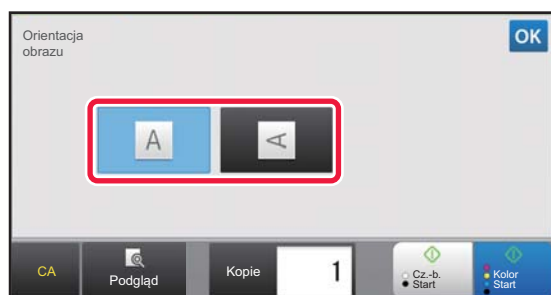 Orientacja
obrazu
OK
A
A
CA
Podgląd
Kopie
1
Cz.-b.
Start
Kolor
Start